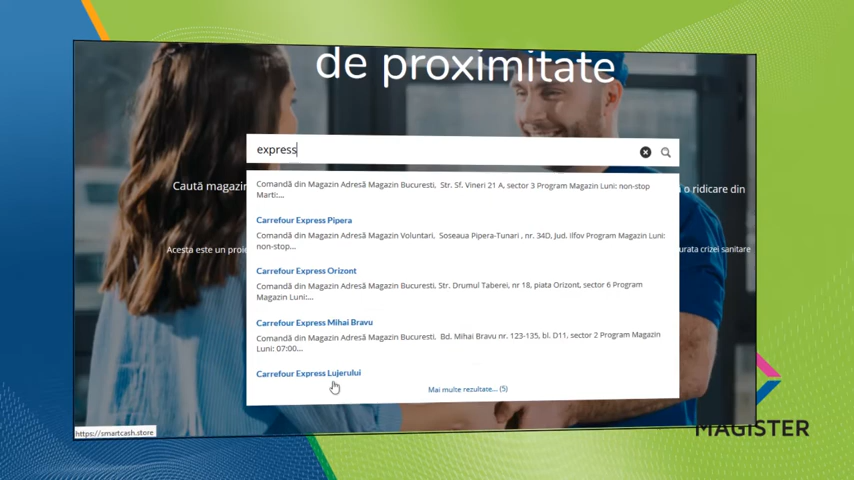 de proximitate
express
Caută magazin
o ridicare din
Comandă din Magazin Adresă Magazin Bucuresti, Str. Sf. Vineri 21 A, sector 3 Program Magazin Luni: non-stop
Marti:...
Carrefour Express Pipera
Comandă din Magazin Adresă Magazin Voluntari, Soseaua Pipera-Tunari , nr. 34D, Jud. Ilfov Program Magazin Luni:
non-stop...
Acesta este un proie
urata crizei sanitare
Carrefour Express Orizont
Comandă din Magazin Adresă Magazin Bucuresti, Str. Drumul Taberei, nr 18, piata Orizont, sector 6 Program
Magazin Luni:...
Carrefour Express Mihai Bravu
Comandă din Magazin Adresă Magazin Bucuresti, Bd. Mihai Bravu nr. 123-135, bl. D11, sector 2 Program Magazin
Luni: 07:00...
Carrefour Express Lujerului
Mai multe rezultate... (5)
https://smartcash.store
MAGISTER